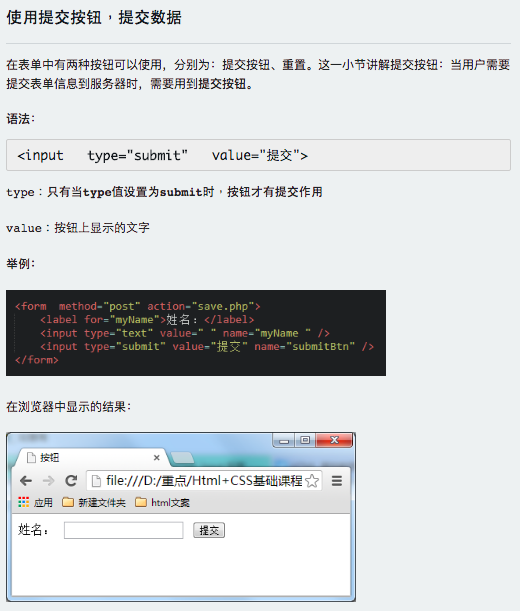 使用提交按钮，提交数据
在表单中有两种按钮可以使用，分别为：提交按钮、重置。这一小节讲解提交按钮：当用户需要
提交表单信息到服务器时，需要用到提交按钮。
语法：
<input   type="submit"   value="提交">
type：只有当type值设置为submit时，按钮才有提交作用
value：按钮上显示的文字
举例：
<form  method="post" action="save.php">
<label for="myName">姓名：</label>
<input type="text" value=" " name="myName " />
<input type="submit" value="提交" name="submitBtn" />
</form>
在浏览器中显示的结果：
按钮
file:///D:/重点/Html+CSS基础课程
应用 新建文件夹 html文案
姓名： 提交